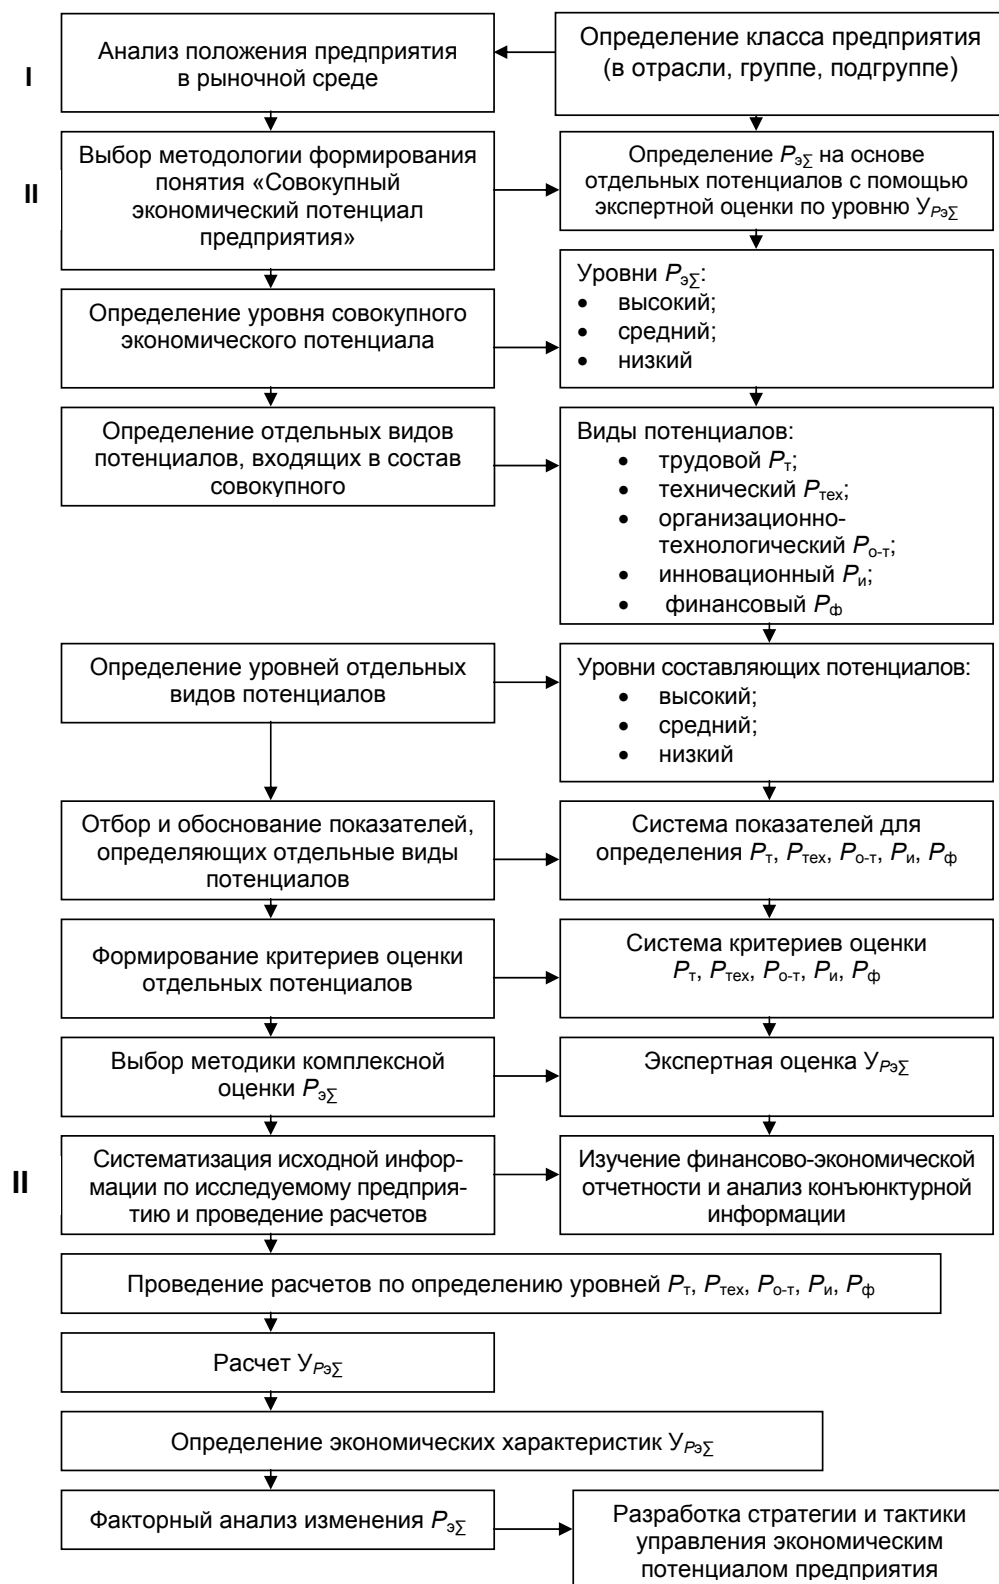 I
Анализ положения предприятия
в рыночной среде
Определение класса предприятия
(в отрасли, группе, подгруппе)
II
Выбор методологии формирования
понятия «Совокупный
экономический потенциал
предприятия»
Определение Pэ∑ на основе
отдельных потенциалов с помощью
экспертной оценки по уровню УPэ∑
Определение уровня совокупного
экономического потенциала
Уровни Pэ∑:
• высокий;
• средний;
• низкий
Определение отдельных видов
потенциалов, входящих в состав
совокупного
Виды потенциалов:
• трудовой Pт;
• технический Pтех;
• организационно-
технологический Pо-т;
• инновационный Pи;
• финансовый Pф
Определение уровней отдельных
видов потенциалов
Уровни составляющих потенциалов:
• высокий;
• средний;
• низкий
Отбор и обоснование показателей,
определяющих отдельные виды
потенциалов
Система показателей для
определения Pт, Pтех, Pо-т, Pи, Pф
Формирование критериев оценки
отдельных потенциалов
Система критериев оценки
Pт, Pтех, Pо-т, Pи, Pф
Выбор методики комплексной
оценки Pэ∑
Экспертная оценка УPэ∑
II
Систематизация исходной инфор-
мации по исследуемому предприя-
тию и проведение расчетов
Изучение финансово-экономической
отчетности и анализ конъюнктурной
информации
Проведение расчетов по определению уровней Pт, Pтех, Pо-т, Pи, Pф
Расчет УPэ∑
Определение экономических характеристик УPэ∑
Факторный анализ изменения Pэ∑
Разработка стратегии и тактики
управления экономическим
потенциалом предприятия